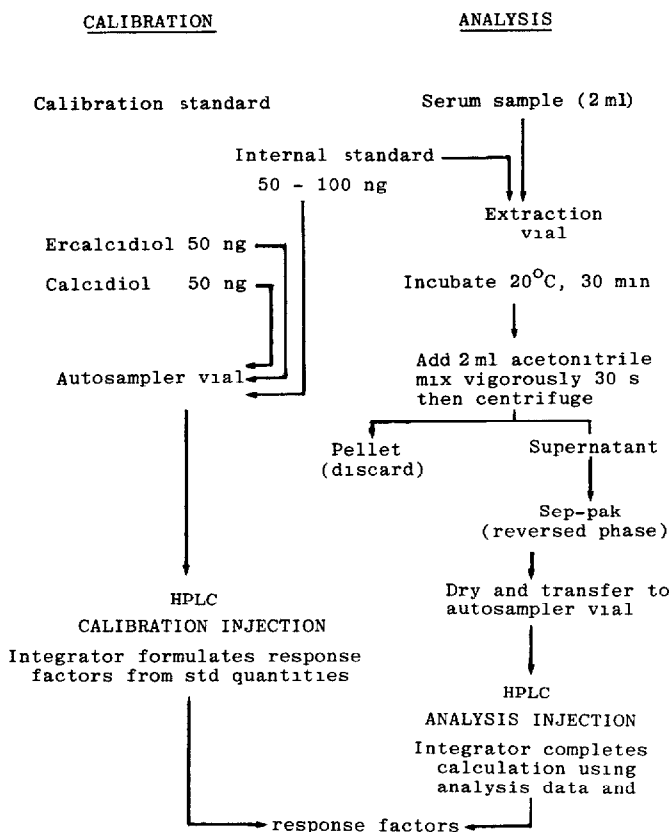 CALIBRATION
ANALYSIS
Calibration standard
Serum sample (2 ml)
Internal standard
50 - 100 ng
Extraction
vial
Ercalcidiol 50 ng
Calcidiol 50 ng
Incubate 20°C, 30 min
Autosampler vial
Add 2 ml acetonitrile
mix vigorously 30 s
then centrifuge
Pellet
(discard)
Supernatant
Sep-pak
(reversed phase)
Dry and transfer to
autosampler vial
HPLC
CALIBRATION INJECTION
Integrator formulates response
factors from std quantities
HPLC
ANALYSIS INJECTION
Integrator completes
calculation using
analysis data and
response factors